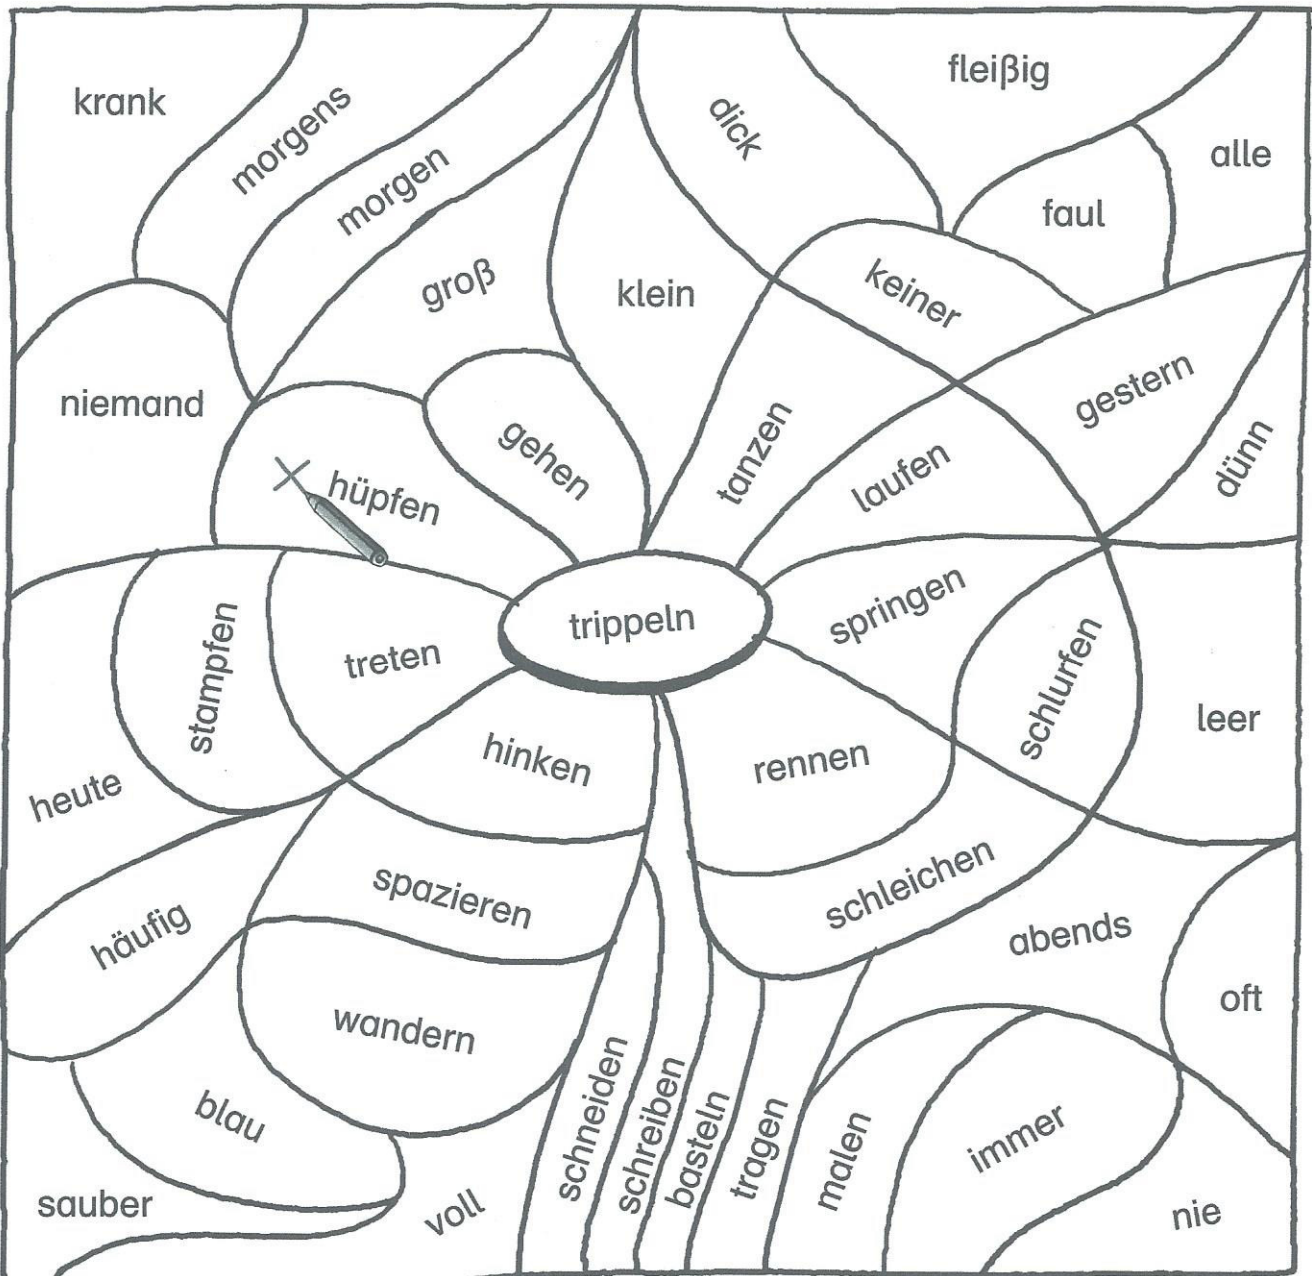 krank
morgens
morgen
dick
fleißig
alle
faul
groß
klein
keiner
niemand
gehen
hüpfen
tanzen
laufen
gestern
dünn
trippeln
springen
stampfen
treten
schlurfen
leer
heute
hinken
rennen
häufig
spazieren
schleichen
abends
oft
wandern
blau
schneiden
schreiben
basteln
tragen
malen
immer
sauber
voll
nie